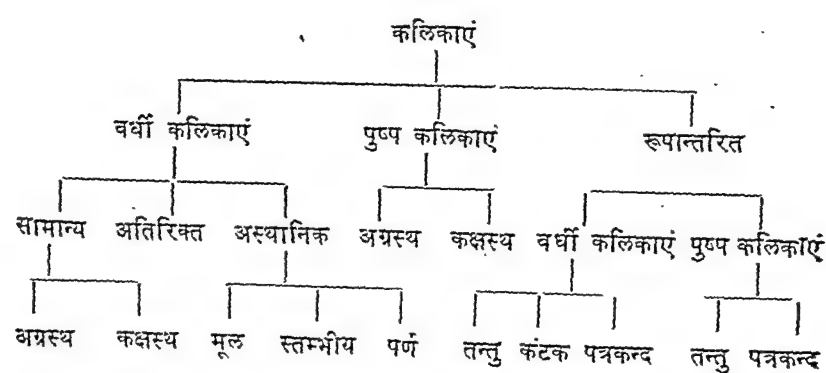 कलिकाएं
वर्धी कलिकाएं पुष्प कलिकाएं रूपान्तरित
सामान्य अतिरिक्त अस्थानिक अग्रस्थ कक्षस्थ वर्धी कलिकाएं पुष्प कलिकाएं
अग्रस्थ कक्षस्थ मूल स्तम्भीय पर्ण तन्तु कंटक पत्रकन्द तन्तु पत्रकन्द